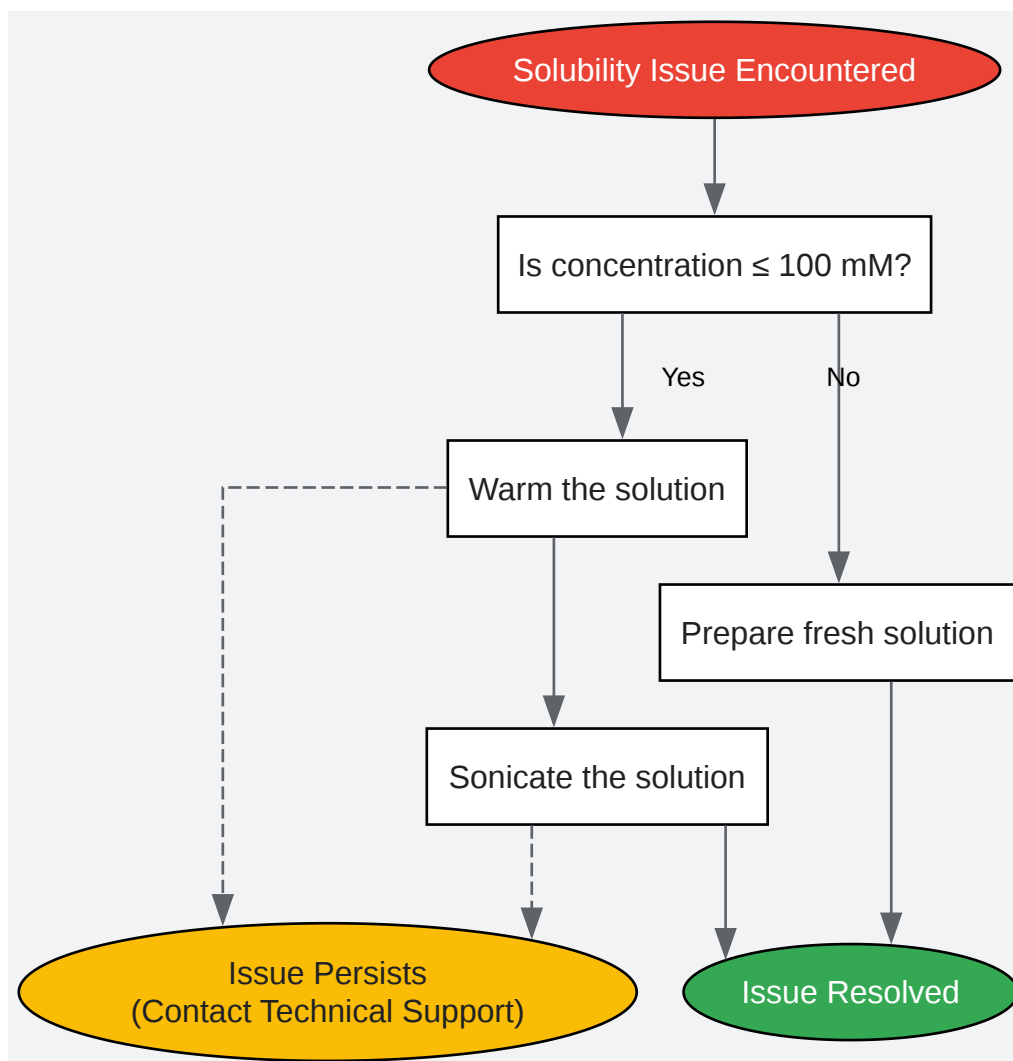 Solubility Issue Encountered
Is concentration ≤ 100 mM?
Yes
No
Warm the solution
Prepare fresh solution
Sonicate the solution
Issue Persists
(Contact Technical Support)
Issue Resolved